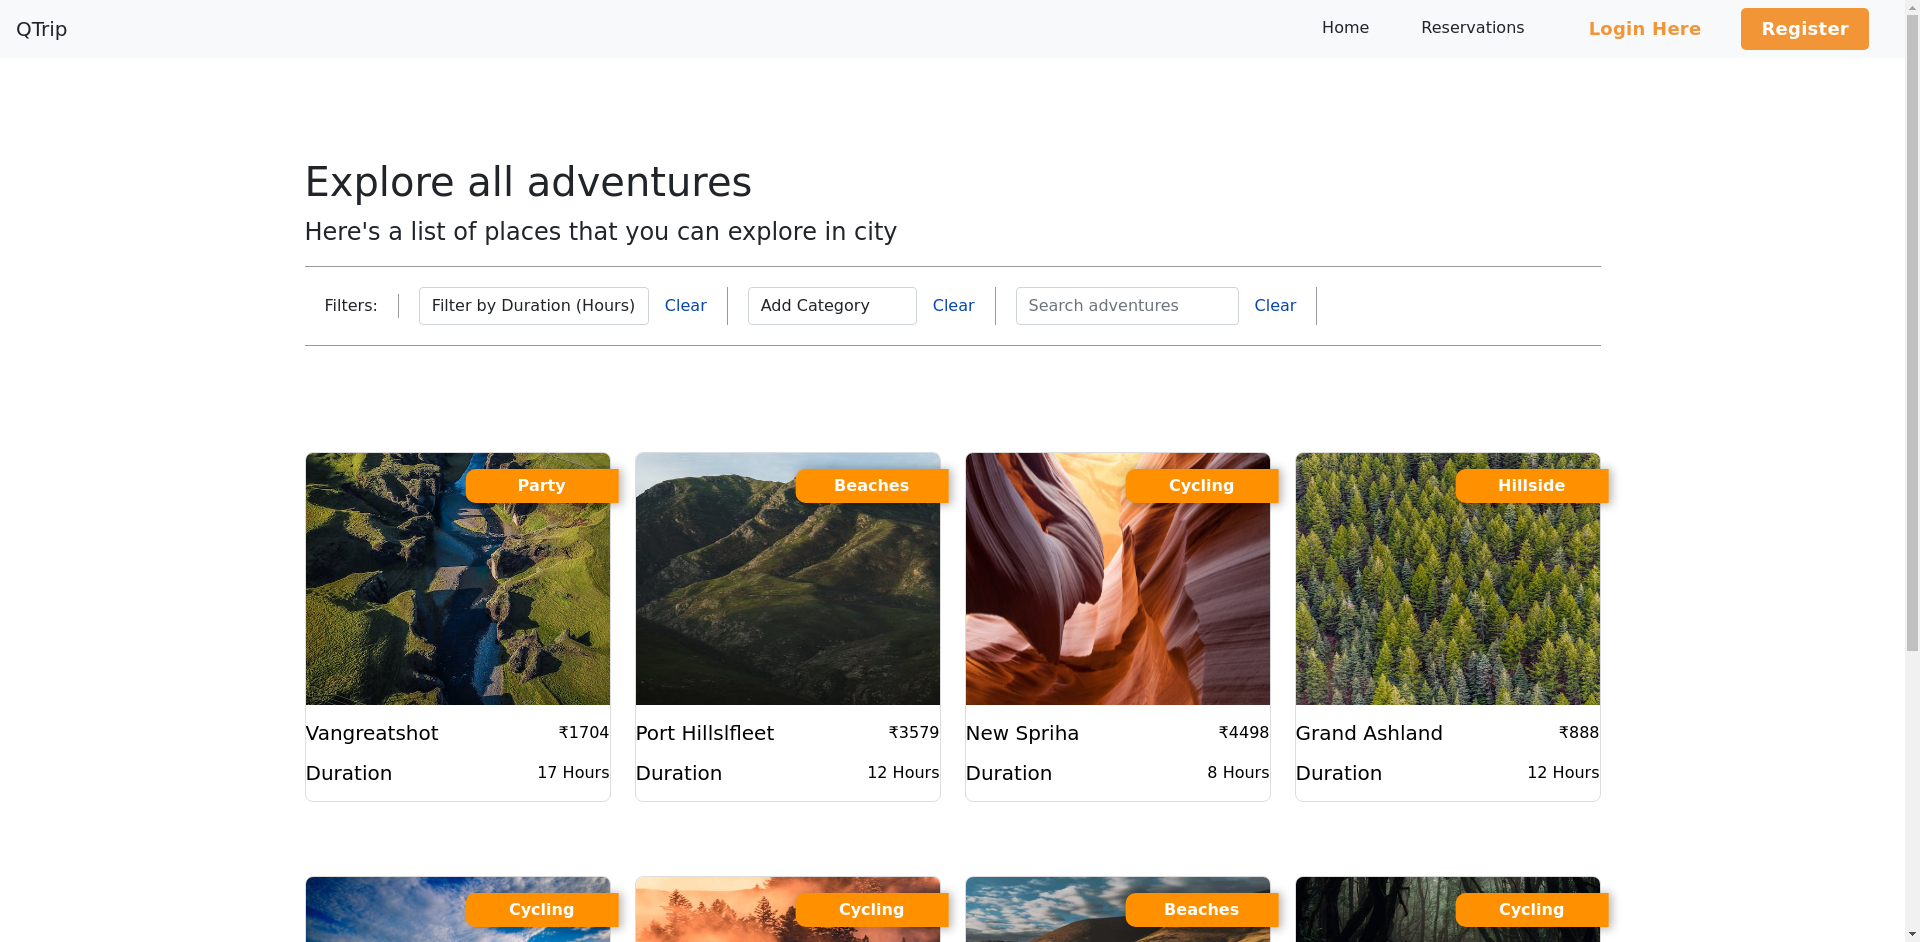 QTrip
Home Reservations Login Here Register
Explore all adventures
Here's a list of places that you can explore in city
Filters: Filter by Duration (Hours) Clear Add Category Clear Search adventures Clear
Party Beaches Cycling Hillside
Vangreatshot ₹1704 Port Hillslfleet ₹3579 New Spriha ₹4498 Grand Ashland ₹888
Duration 17 Hours Duration 12 Hours Duration 8 Hours Duration 12 Hours
Cycling Cycling Beaches Cycling